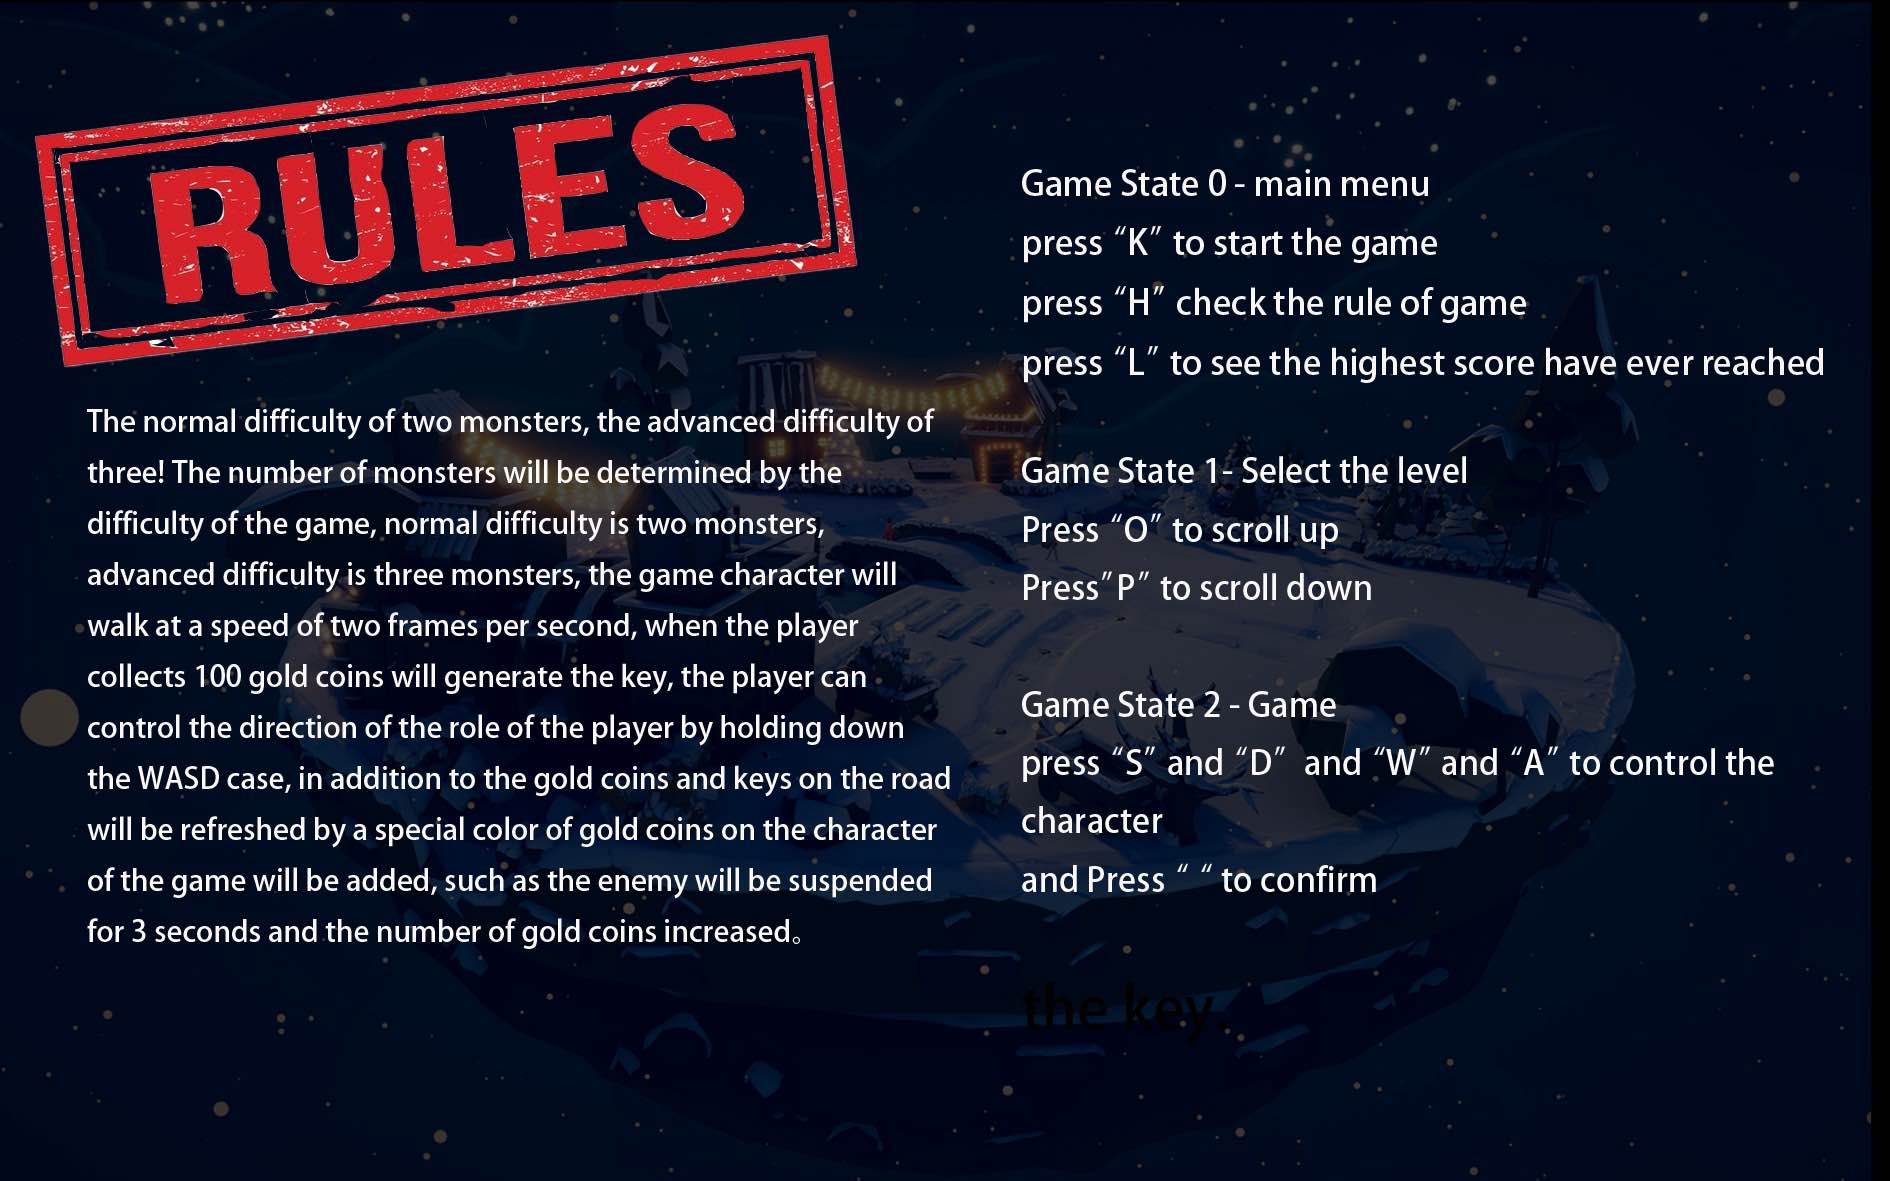 RULES
The normal difficulty of two monsters, the advanced difficulty of
three! The number of monsters will be determined by the
difficulty of the game, normal difficulty is two monsters,
advanced difficulty is three monsters, the game character will
walk at a speed of two frames per second, when the player
collects 100 gold coins will generate the key, the player can
control the direction of the role of the player by holding down
the WASD case, in addition to the gold coins and keys on the road
will be refreshed by a special color of gold coins on the character
of the game will be added, such as the enemy will be suspended
for 3 seconds and the number of gold coins increased。
Game State 0 - main menu
press “K” to start the game
press “H” check the rule of game
press “L” to see the highest score have ever reached
Game State 1- Select the level
Press “O” to scroll up
Press”P” to scroll down
Game State 2 - Game
press “S” and “D” and “W” and “A” to control the
character
and Press “ “ to confirm
the key.